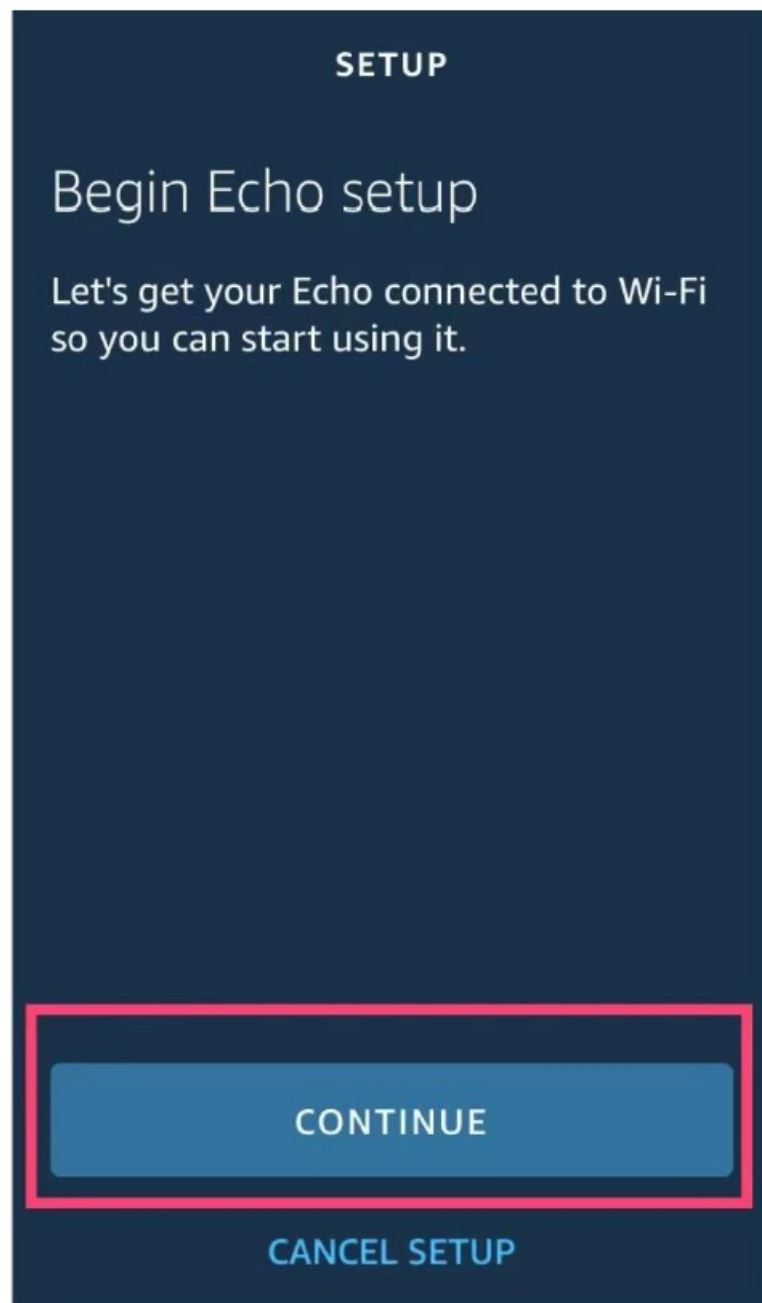 SETUP
Begin Echo setup
Let's get your Echo connected to Wi-Fi
so you can start using it.
CONTINUE
CANCEL SETUP